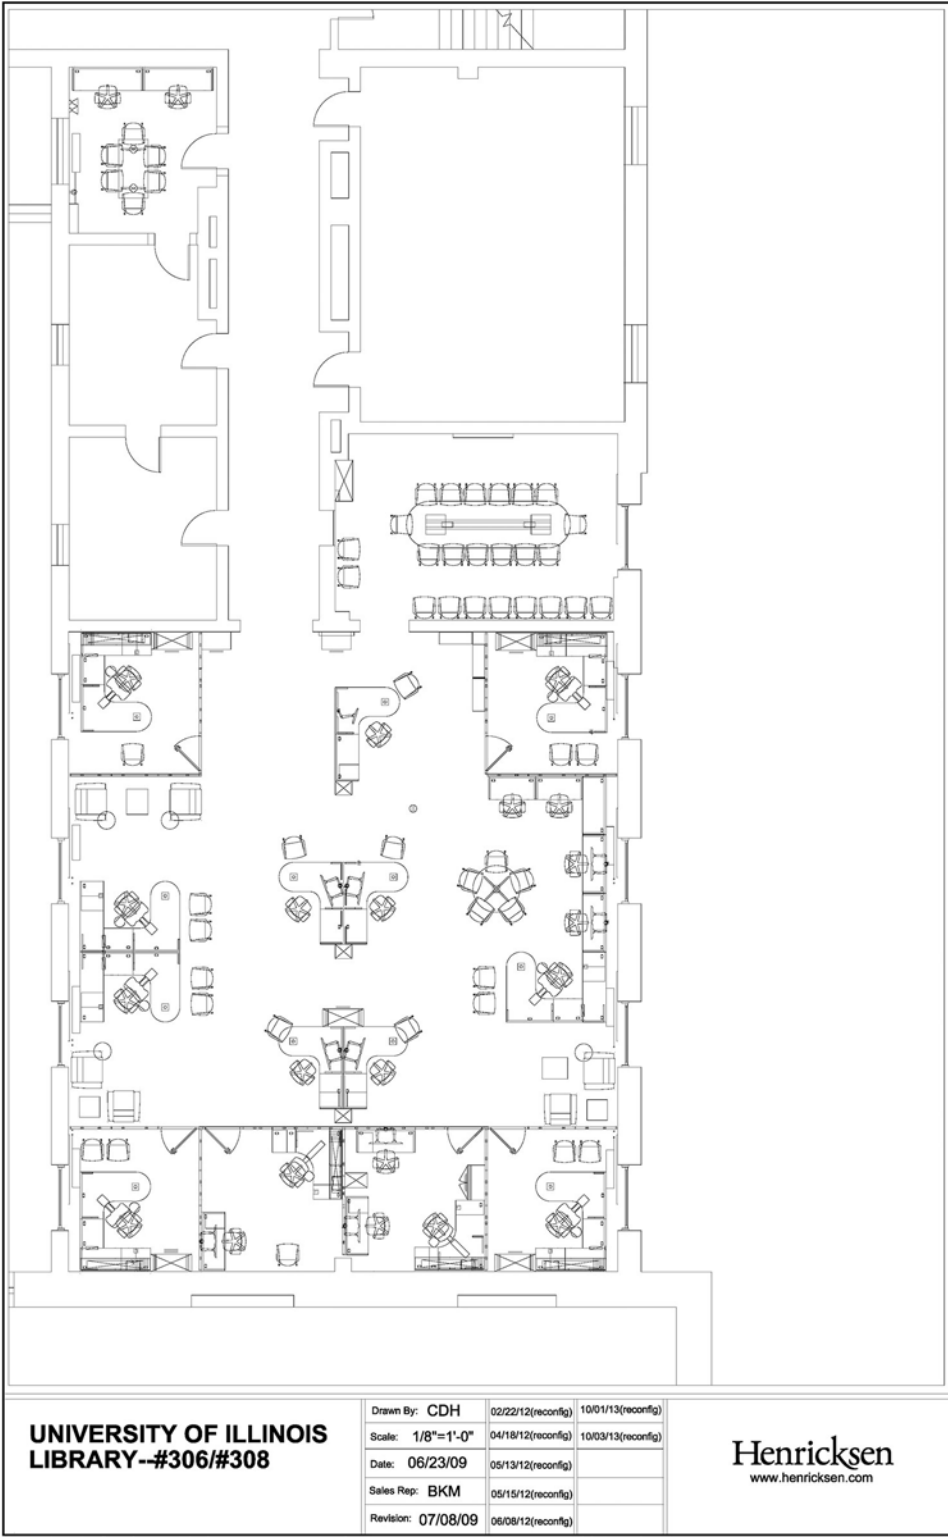 UNIVERSITY OF ILLINOIS
LIBRARY--#306/#308
Drawn By: CDH
Scale: 1/8"=1'-0"
Date: 06/23/09
Sales Rep: BKM
Revision: 07/08/09
02/22/12(reconfig)
04/18/12(reconfig)
05/13/12(reconfig)
05/15/12(reconfig)
06/08/12(reconfig)
10/01/13(reconfig)
10/03/13(reconfig)
Henricksen
www.henricksen.com